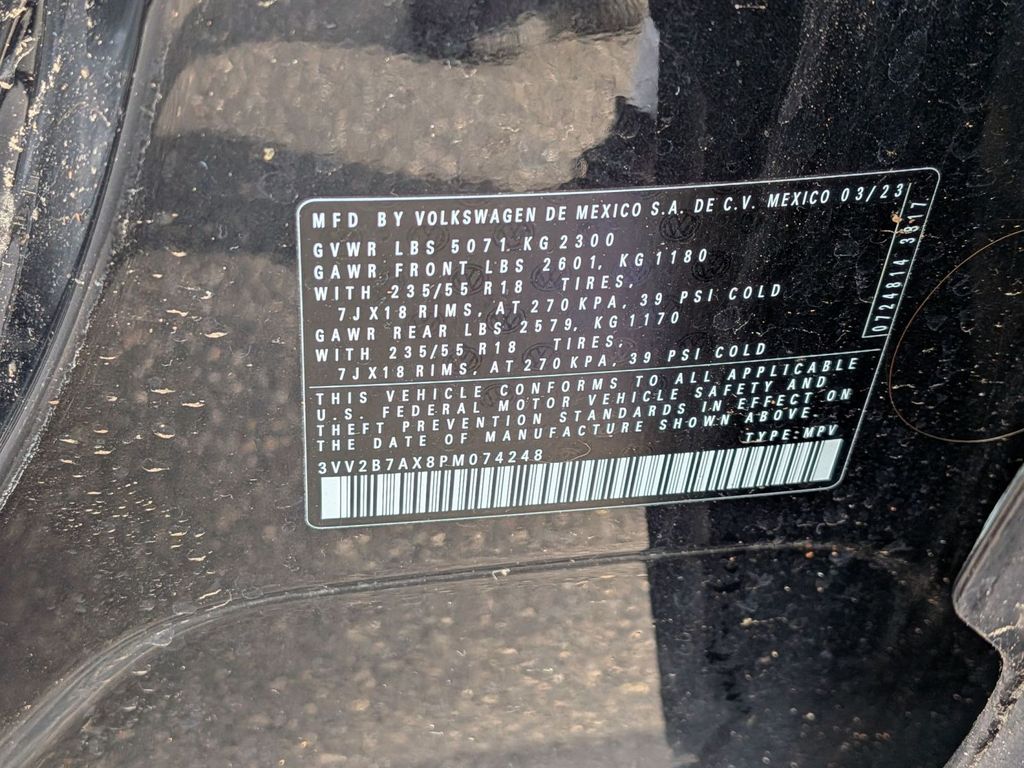 MFD BY VOLKSWAGEN DE MEXICO S.A. DE C.V. MEXICO 03/23
GVWR LBS 5071 KG 2300
GAWR FRONT LBS 2601, KG 1180
WITH 235/55 R18 TIRES,
7JX18 RIMS, AT 270 KPA, 39 PSI COLD
GAWR REAR LBS 2579, KG 1170
WITH 235/55 R18 TIRES,
7JX18 RIMS, AT 270 KPA, 39 PSI COLD
THIS VEHICLE CONFORMS TO ALL APPLICABLE
U.S. FEDERAL MOTOR VEHICLE SAFETY AND
THEFT PREVENTION STANDARDS IN EFFECT ON
THE DATE OF MANUFACTURE SHOWN ABOVE.
3VV2B7AX8PM074248 TYPE: MPV
0724814 3817